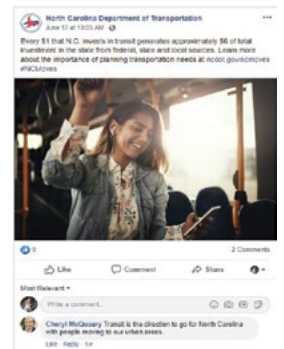 North Carolina Department of Transportation
June 17 at 10:03 AM
Every $1 that N.C. invests in transit generates approximately $6 of total
investment in the state from federal, state and local sources. Learn more
about the importance of planning transportation needs at ncdot.gov/ncmoves
#NCMoves
9
2 Comments
Like Comment Share
Most Relevant
Write a comment...
Cheryl McQueary Transit is the direction to go for North Carolina
with people moving to our urban areas.
Like Reply